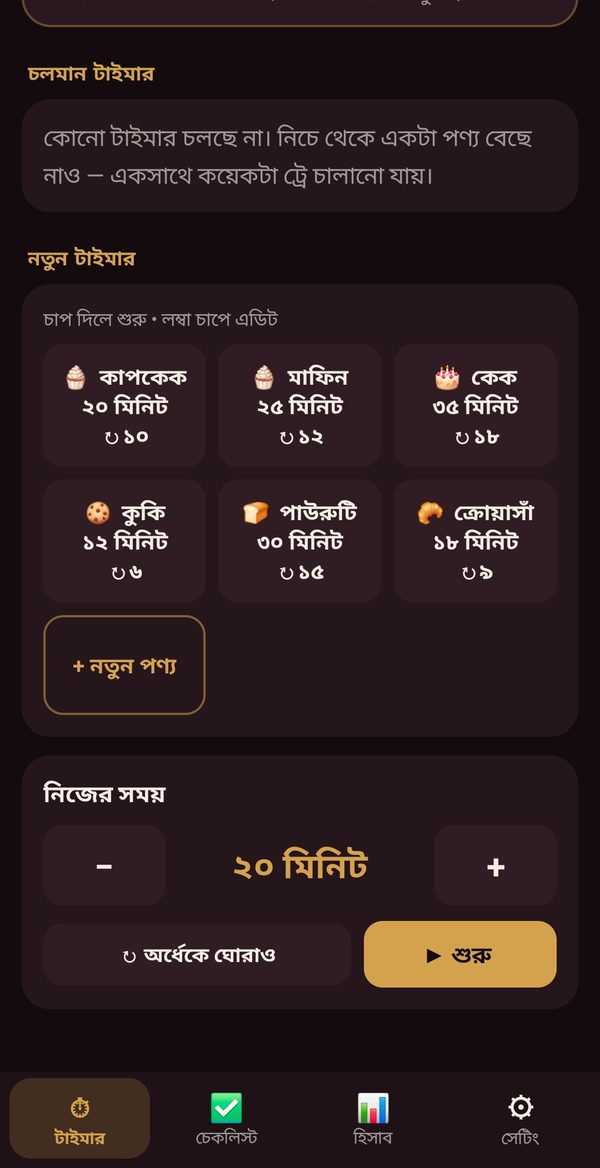 চলমান টাইমার
কোনো টাইমার চলছে না। নিচে থেকে একটা পণ্য বেছে
নাও — একসাথে কয়েকটা ট্রে চালানো যায়।
নতুন টাইমার
চাপ দিলে শুরু • লম্বা চাপে এডিট
🧁 কাপকেক
২০ মিনিট
↻ ১০
🧁 মাফিন
২৫ মিনিট
↻ ১২
🎂 কেক
৩৫ মিনিট
↻ ১৮
🍪 কুকি
১২ মিনিট
↻ ৬
🍞 পাউরুটি
৩০ মিনিট
↻ ১৫
🥐 ক্রোয়াসাঁ
১৮ মিনিট
↻ ৯
+ নতুন পণ্য
নিজের সময়
− ২০ মিনিট +
↻ অর্ধেকে ঘোরাও
▶ শুরু
টাইমার
চেকলিস্ট
হিসাব
সেটিং